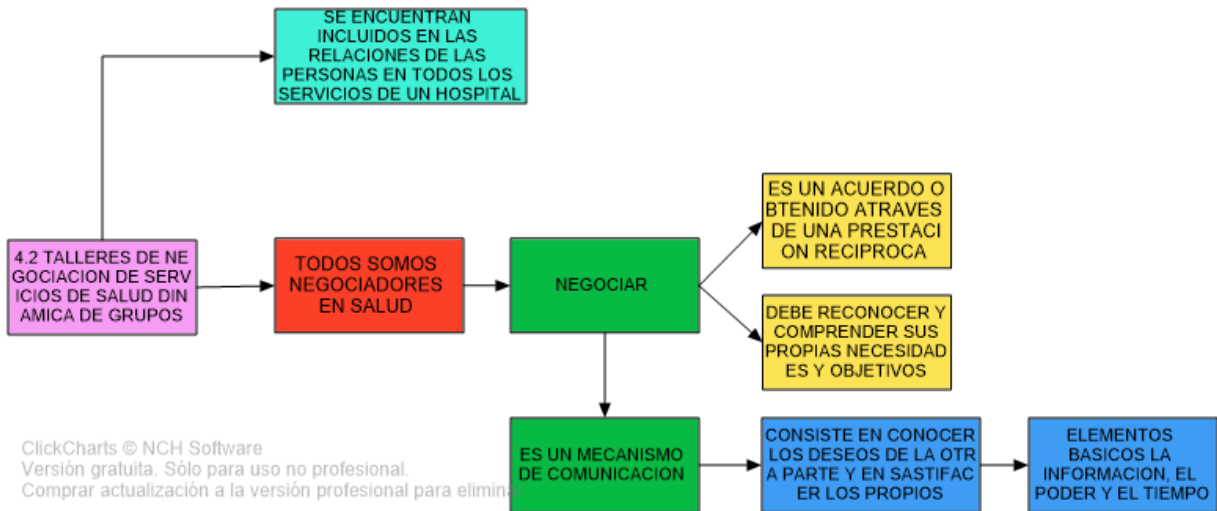 SE ENCUENTRAN
INCLUIDOS EN LAS
RELACIONES DE LAS
PERSONAS EN TODOS LOS
SERVICIOS DE UN HOSPITAL
4.2 TALLERES DE NE
GOCIACION DE SERV
ICIOS DE SALUD DIN
AMICA DE GRUPOS
TODOS SOMOS
NEGOCIADORES
EN SALUD
NEGOCIAR
ES UN ACUERDO O
BTENIDO ATRAVES
DE UNA PRESTACI
ON RECIPROCA
DEBE RECONOCER Y
COMPRENDER SUS
PROPIAS NECESIDAD
ES Y OBJETIVOS
ES UN MECANISMO
DE COMUNICACION
CONSISTE EN CONOCER
LOS DESEOS DE LA OTR
A PARTE Y EN SASTIFAC
ER LOS PROPIOS
ELEMENTOS
BASICOS LA
INFORMACION, EL
PODER Y EL TIEMPO
ClickCharts © NCH Software
Versión gratuita. Sólo para uso no profesional.
Comprar actualización a la versión profesional para elimina